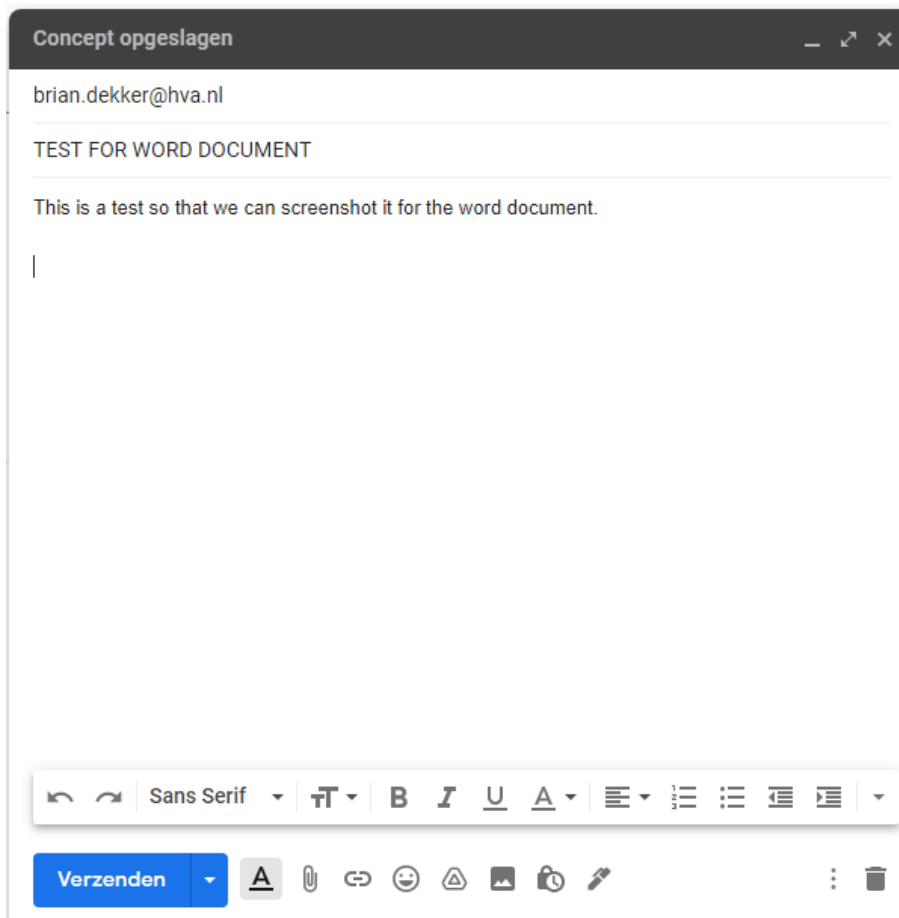 Concept opgeslagen
brian.dekker@hva.nl
TEST FOR WORD DOCUMENT
This is a test so that we can screenshot it for the word document.
Sans Serif
Verzenden